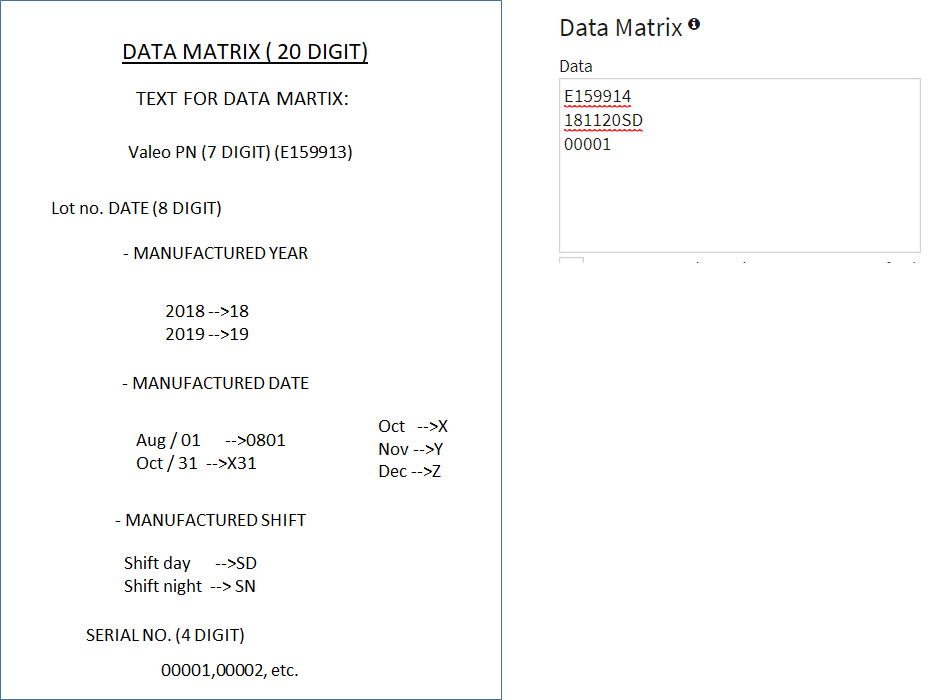 DATA MATRIX ( 20 DIGIT)
TEXT FOR DATA MARTIX:
Valeo PN (7 DIGIT) (E159913)
Lot no. DATE (8 DIGIT)
- MANUFACTURED YEAR
2018 -->18
2019 -->19
- MANUFACTURED DATE
Aug / 01 -->0801
Oct / 31 -->X31
Oct -->X
Nov -->Y
Dec -->Z
- MANUFACTURED SHIFT
Shift day -->SD
Shift night --> SN
SERIAL NO. (4 DIGIT)
00001,00002, etc.
Data Matrix
Data
E159914
181120SD
00001